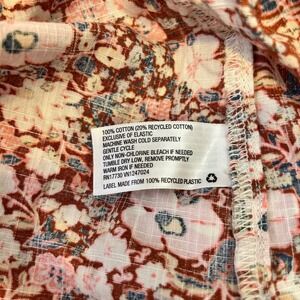 100% COTTON (20% RECYCLED COTTON)
EXCLUSIVE OF ELASTIC
MACHINE WASH COLD SEPARATELY
GENTLE CYCLE
ONLY NON-CHLORINE BLEACH IF NEEDED
TUMBLE DRY LOW, REMOVE PROMPTLY
WARM IRON IF NEEDED
RN17730 VN1247024
LABEL MADE FROM 100% RECYCLED PLASTIC